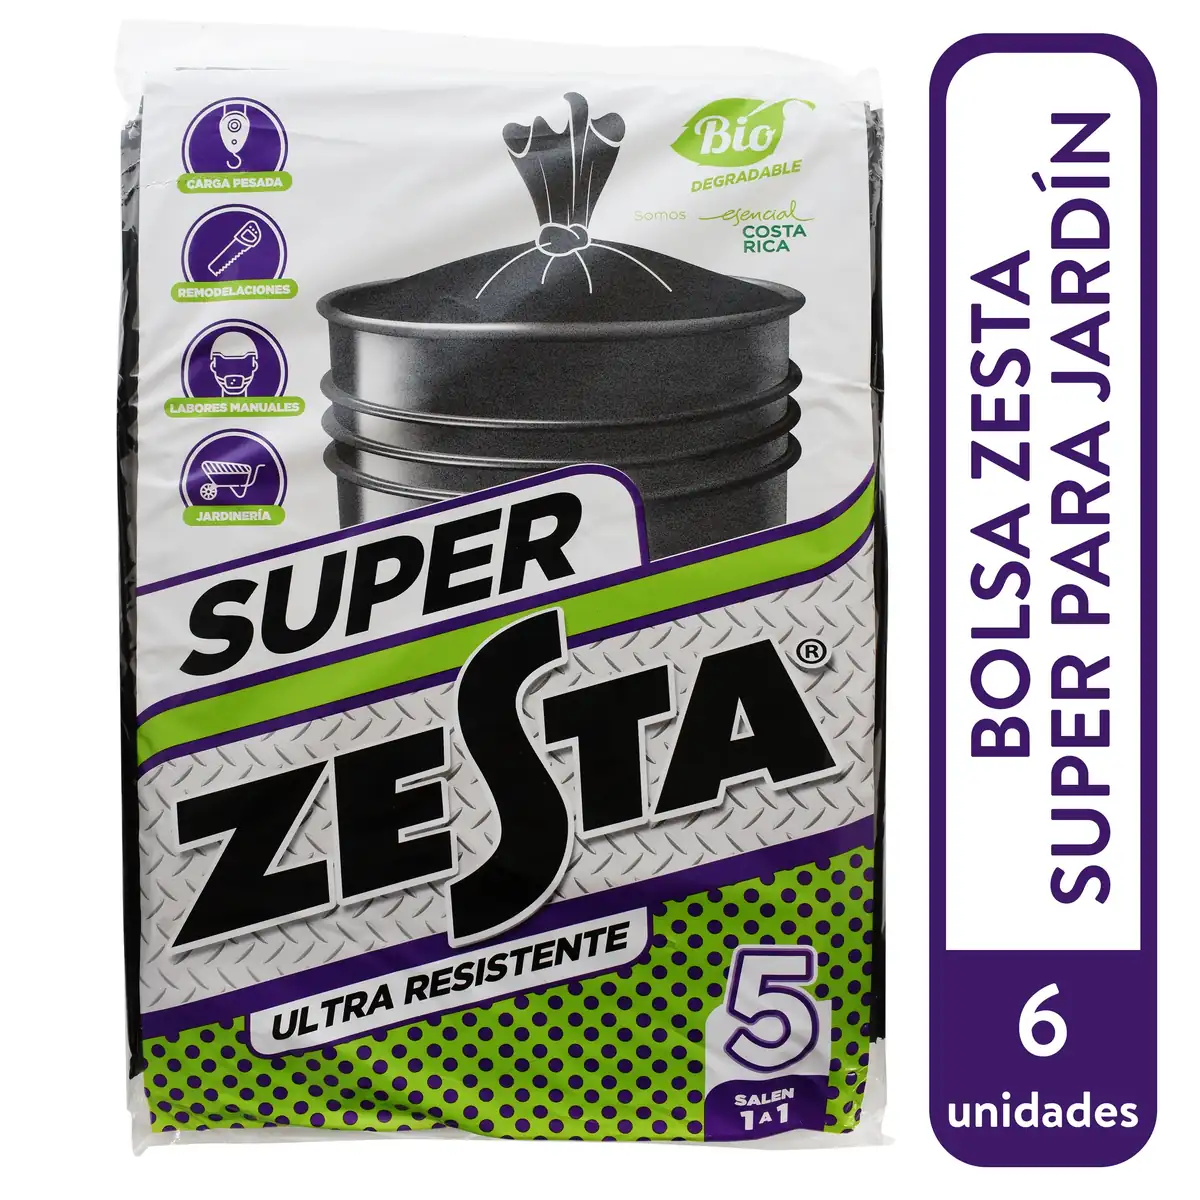 CARGA PESADA
REMODELACIONES
LABORES MANUALES
JARDINERÍA
Bio
DEGRADABLE
Somos esencial
COSTA
RICA
SUPER
ZESTA®
ULTRA RESISTENTE
5
SALEN
1 A 1
BOLSA ZESTA
SUPER PARA JARDÍN
6
unidades